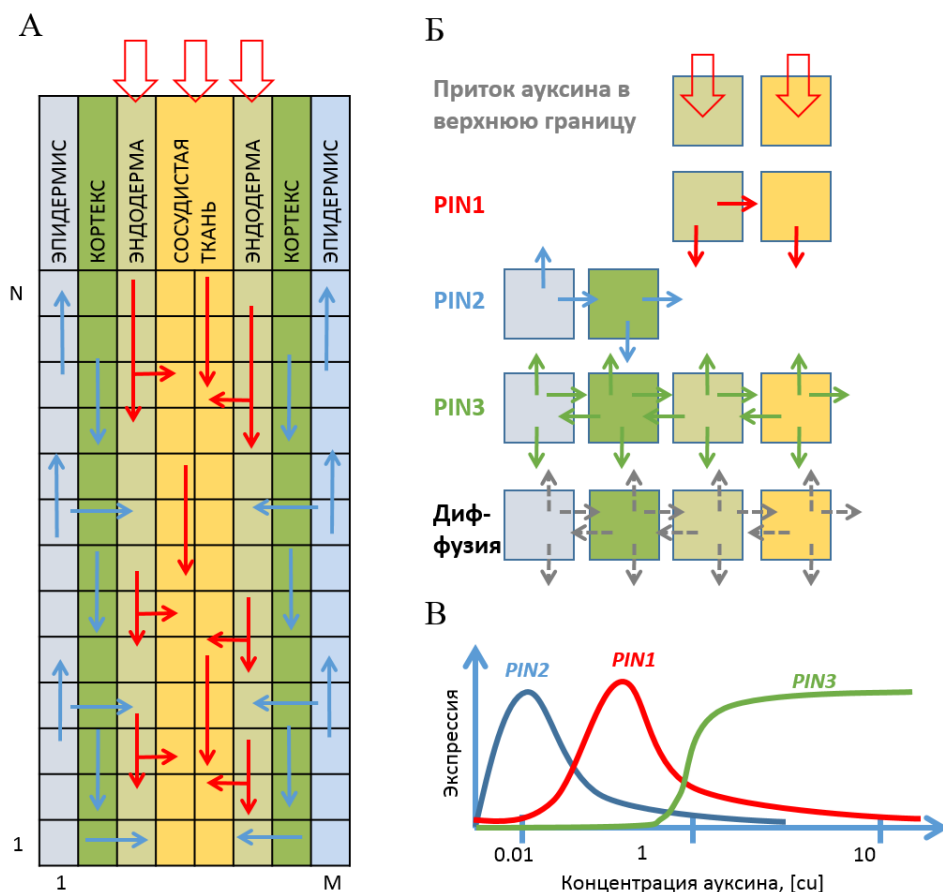 А
ЭПИДЕРМИС
КОРТЕКС
ЭНДОДЕРМА
СОСУДИСТАЯ
ТКАНЬ
ЭНДОДЕРМА
КОРТЕКС
ЭПИДЕРМИС
N
1
1
M
Б
Приток ауксина в
верхнюю границу
PIN1
PIN2
PIN3
Диф-
фузия
В
Экспрессия
PIN2
PIN1
PIN3
0.01
1
10
Концентрация ауксина, [cu]